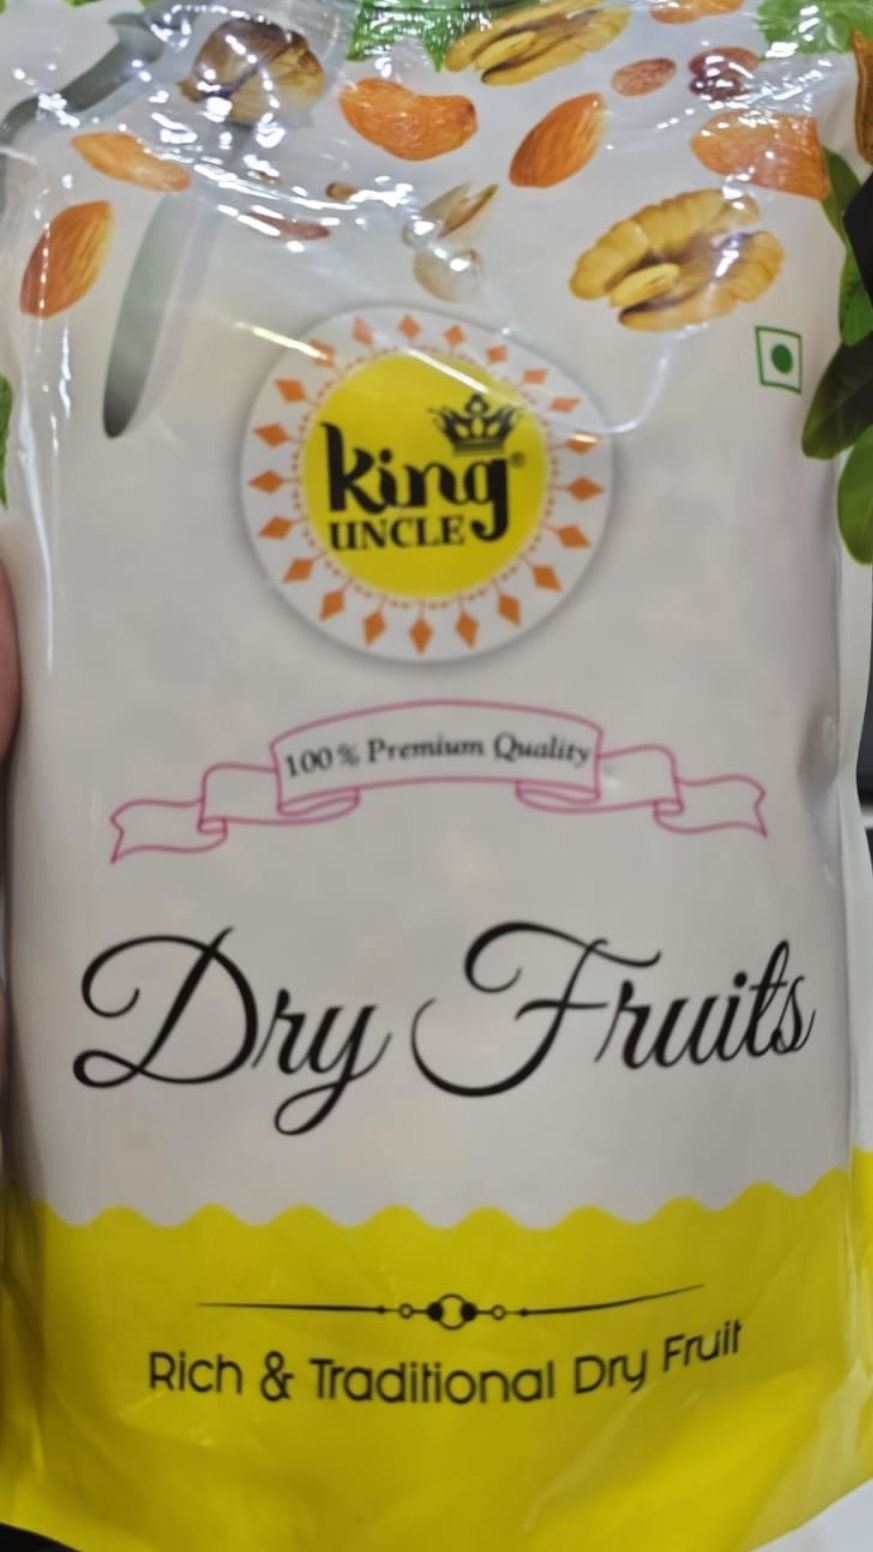 king®
UNCLE
100% Premium Quality
Dry Fruits
Rich & Traditional Dry Fruit